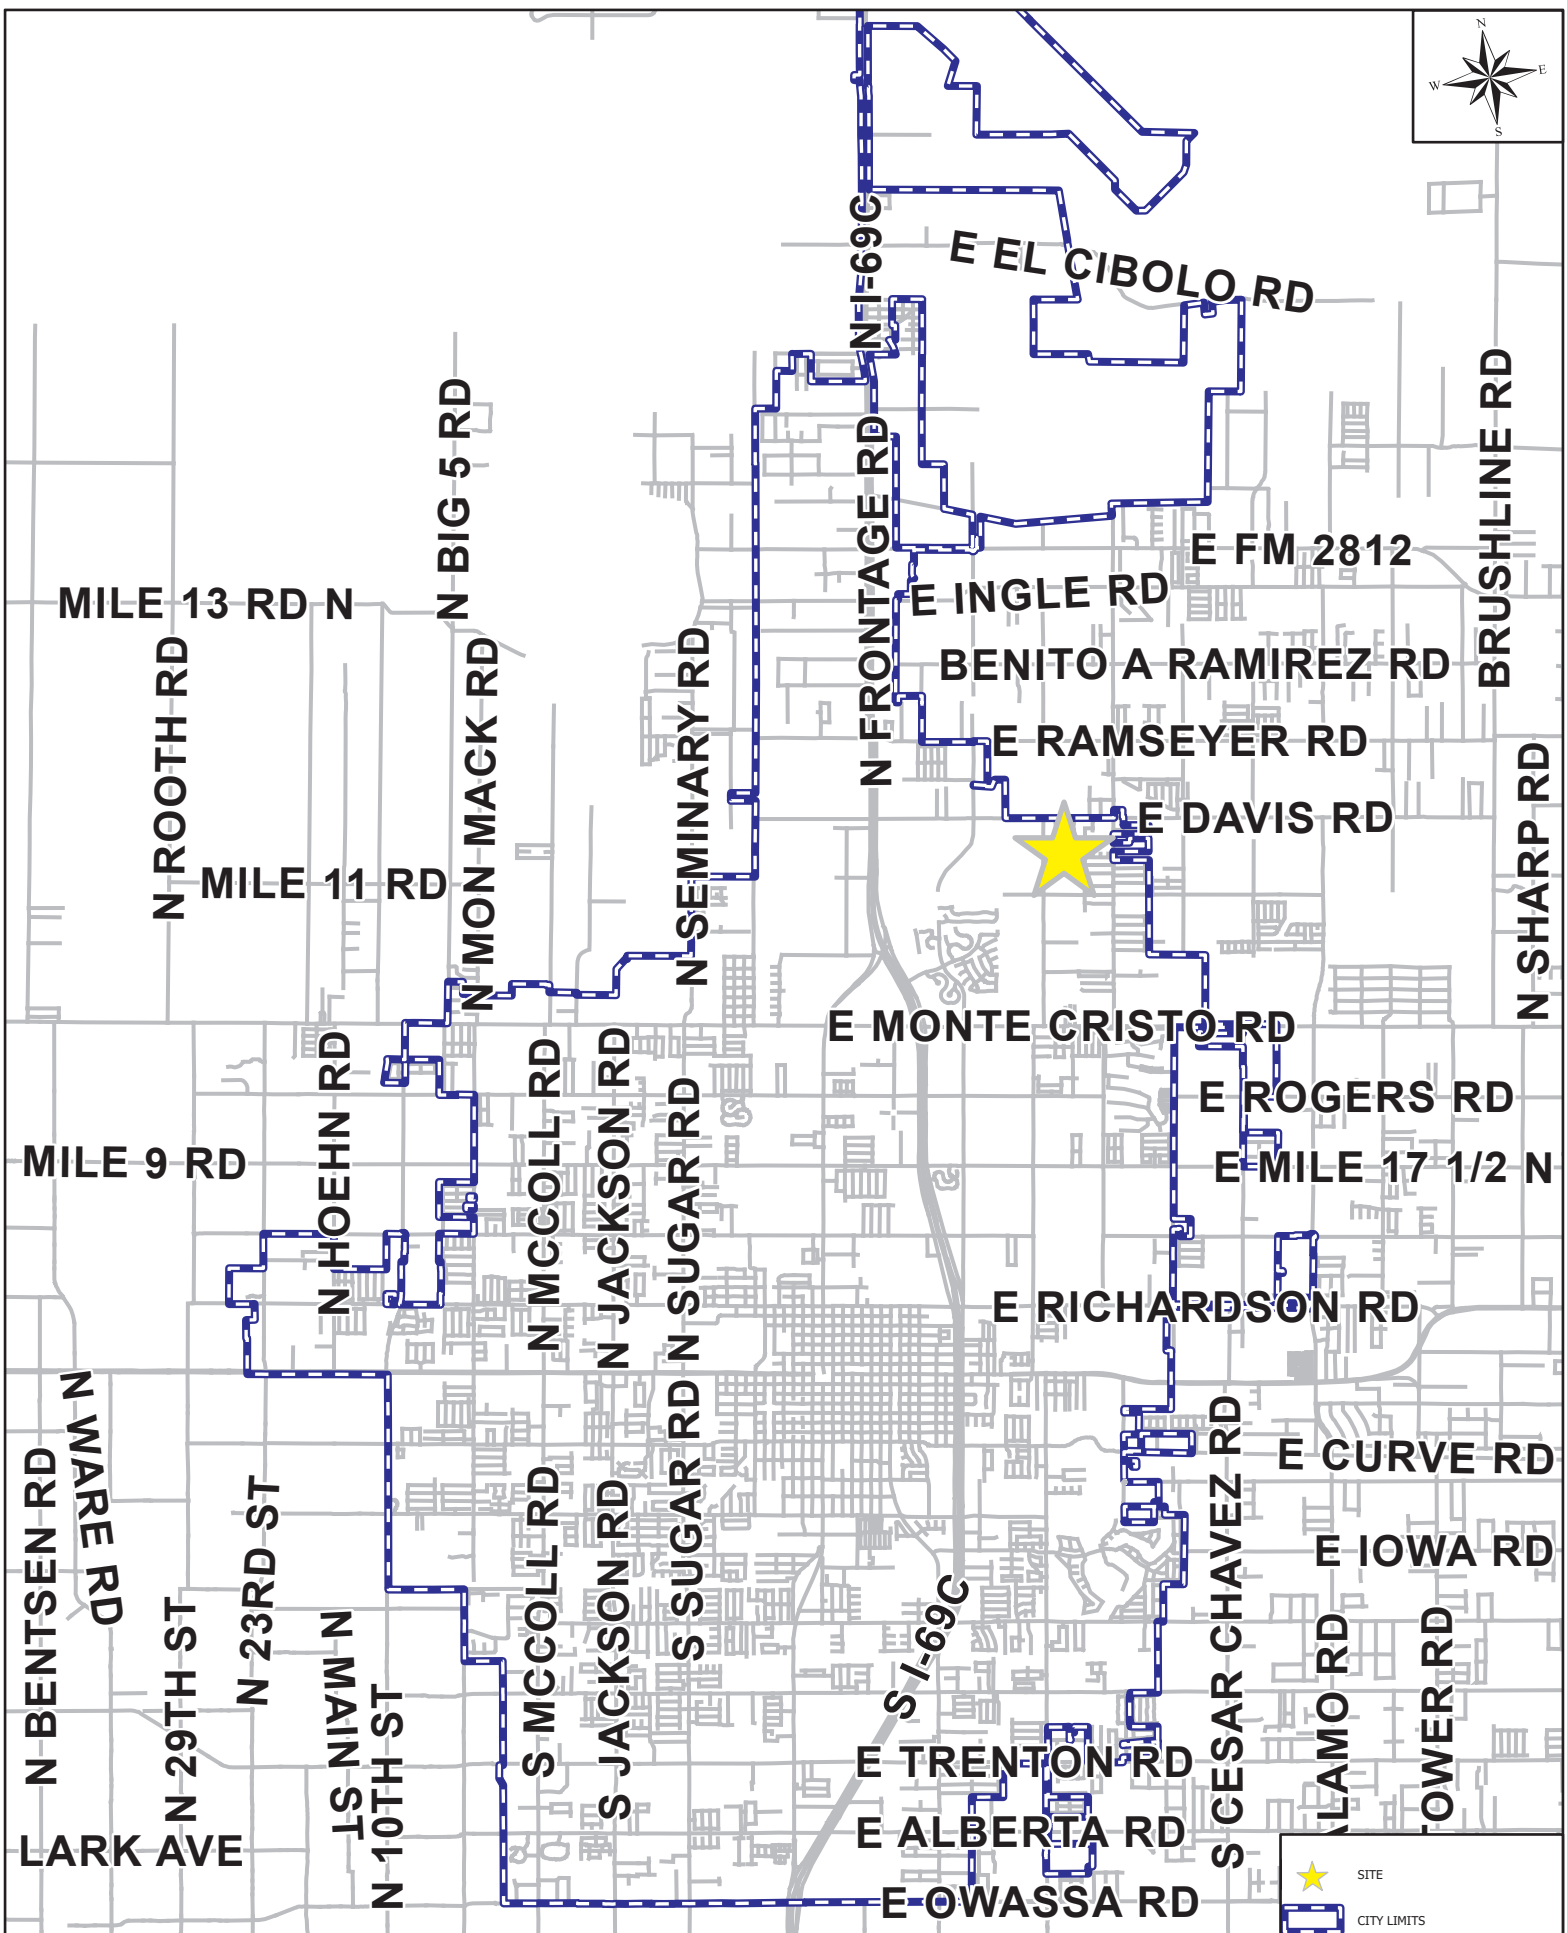 N
W
E
S
N I-69C
E EL CIBOLO RD
N BIG 5 RD
BRUSHLINE RD
N FRONTAGE RD
E FM 2812
E INGLE RD
MILE 13 RD N
N ROOTH RD
N MON MACK RD
N SEMINARY RD
BENITO A RAMIREZ RD
E RAMSEYER RD
E DAVIS RD
N SHARP RD
MILE 11 RD
E MONTE CRISTO RD
N HOEHN RD
N MCCOLL RD
N JACKSON RD
N SUGAR RD
E ROGERS RD
MILE 9 RD
E MILE 17 1/2 N
E RICHARDSON RD
N WARE RD
N BENTSEN RD
N 23RD ST
S MCCOLL RD
S JACKSON RD
S SUGAR RD
S CESAR CHAVEZ RD
E CURVE RD
E IOWA RD
N 29TH ST
N MAIN ST
N 10TH ST
S I-69C
ALAMO RD
TOWER RD
E TRENTON RD
E ALBERTA RD
LARK AVE
E OWASSA RD
SITE
CITY LIMITS